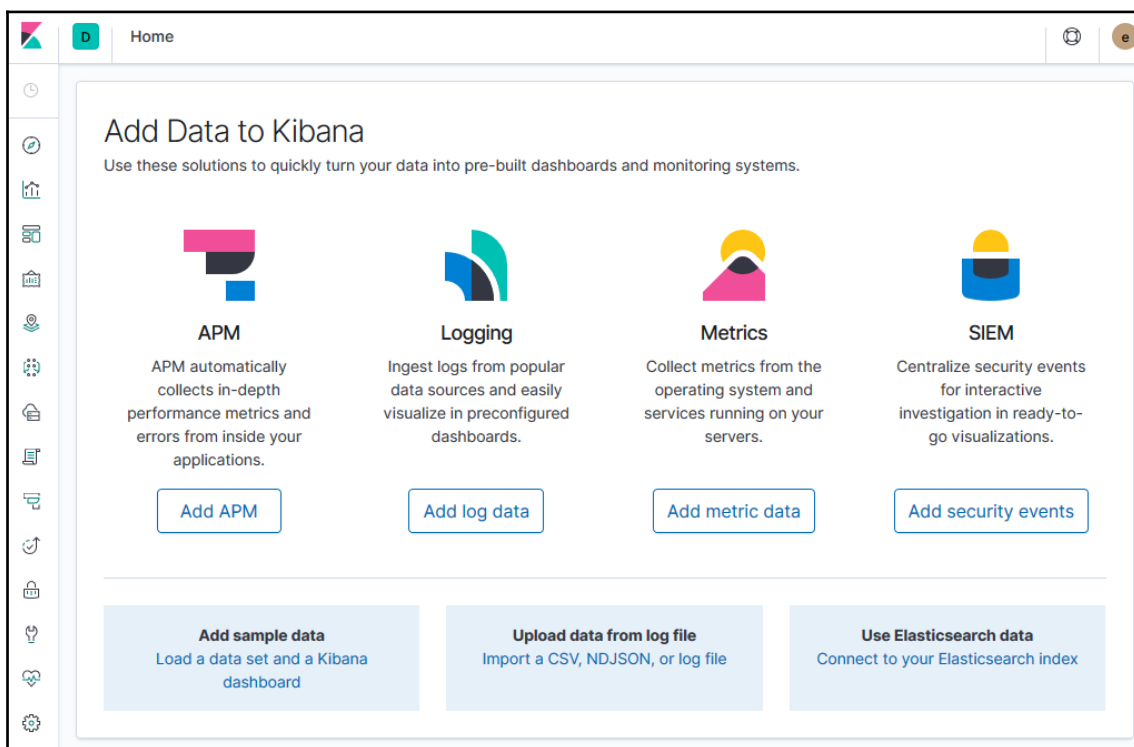 D
Home
e
Add Data to Kibana
Use these solutions to quickly turn your data into pre-built dashboards and monitoring systems.
APM
APM automatically
collects in-depth
performance metrics and
errors from inside your
applications.
Add APM
Logging
Ingest logs from popular
data sources and easily
visualize in preconfigured
dashboards.
Add log data
Metrics
Collect metrics from the
operating system and
services running on your
servers.
Add metric data
SIEM
Centralize security events
for interactive
investigation in ready-to-
go visualizations.
Add security events
Add sample data
Load a data set and a Kibana
dashboard
Upload data from log file
Import a CSV, NDJSON, or log file
Use Elasticsearch data
Connect to your Elasticsearch index